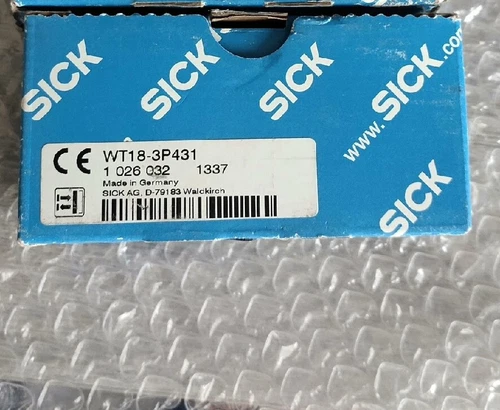 SICK
SICK
SICK
www.sick.com
CE WT18-3P431
1 026 032 1337
Made in Germany
SICK AG, D-79183 Waldkirch
SICK